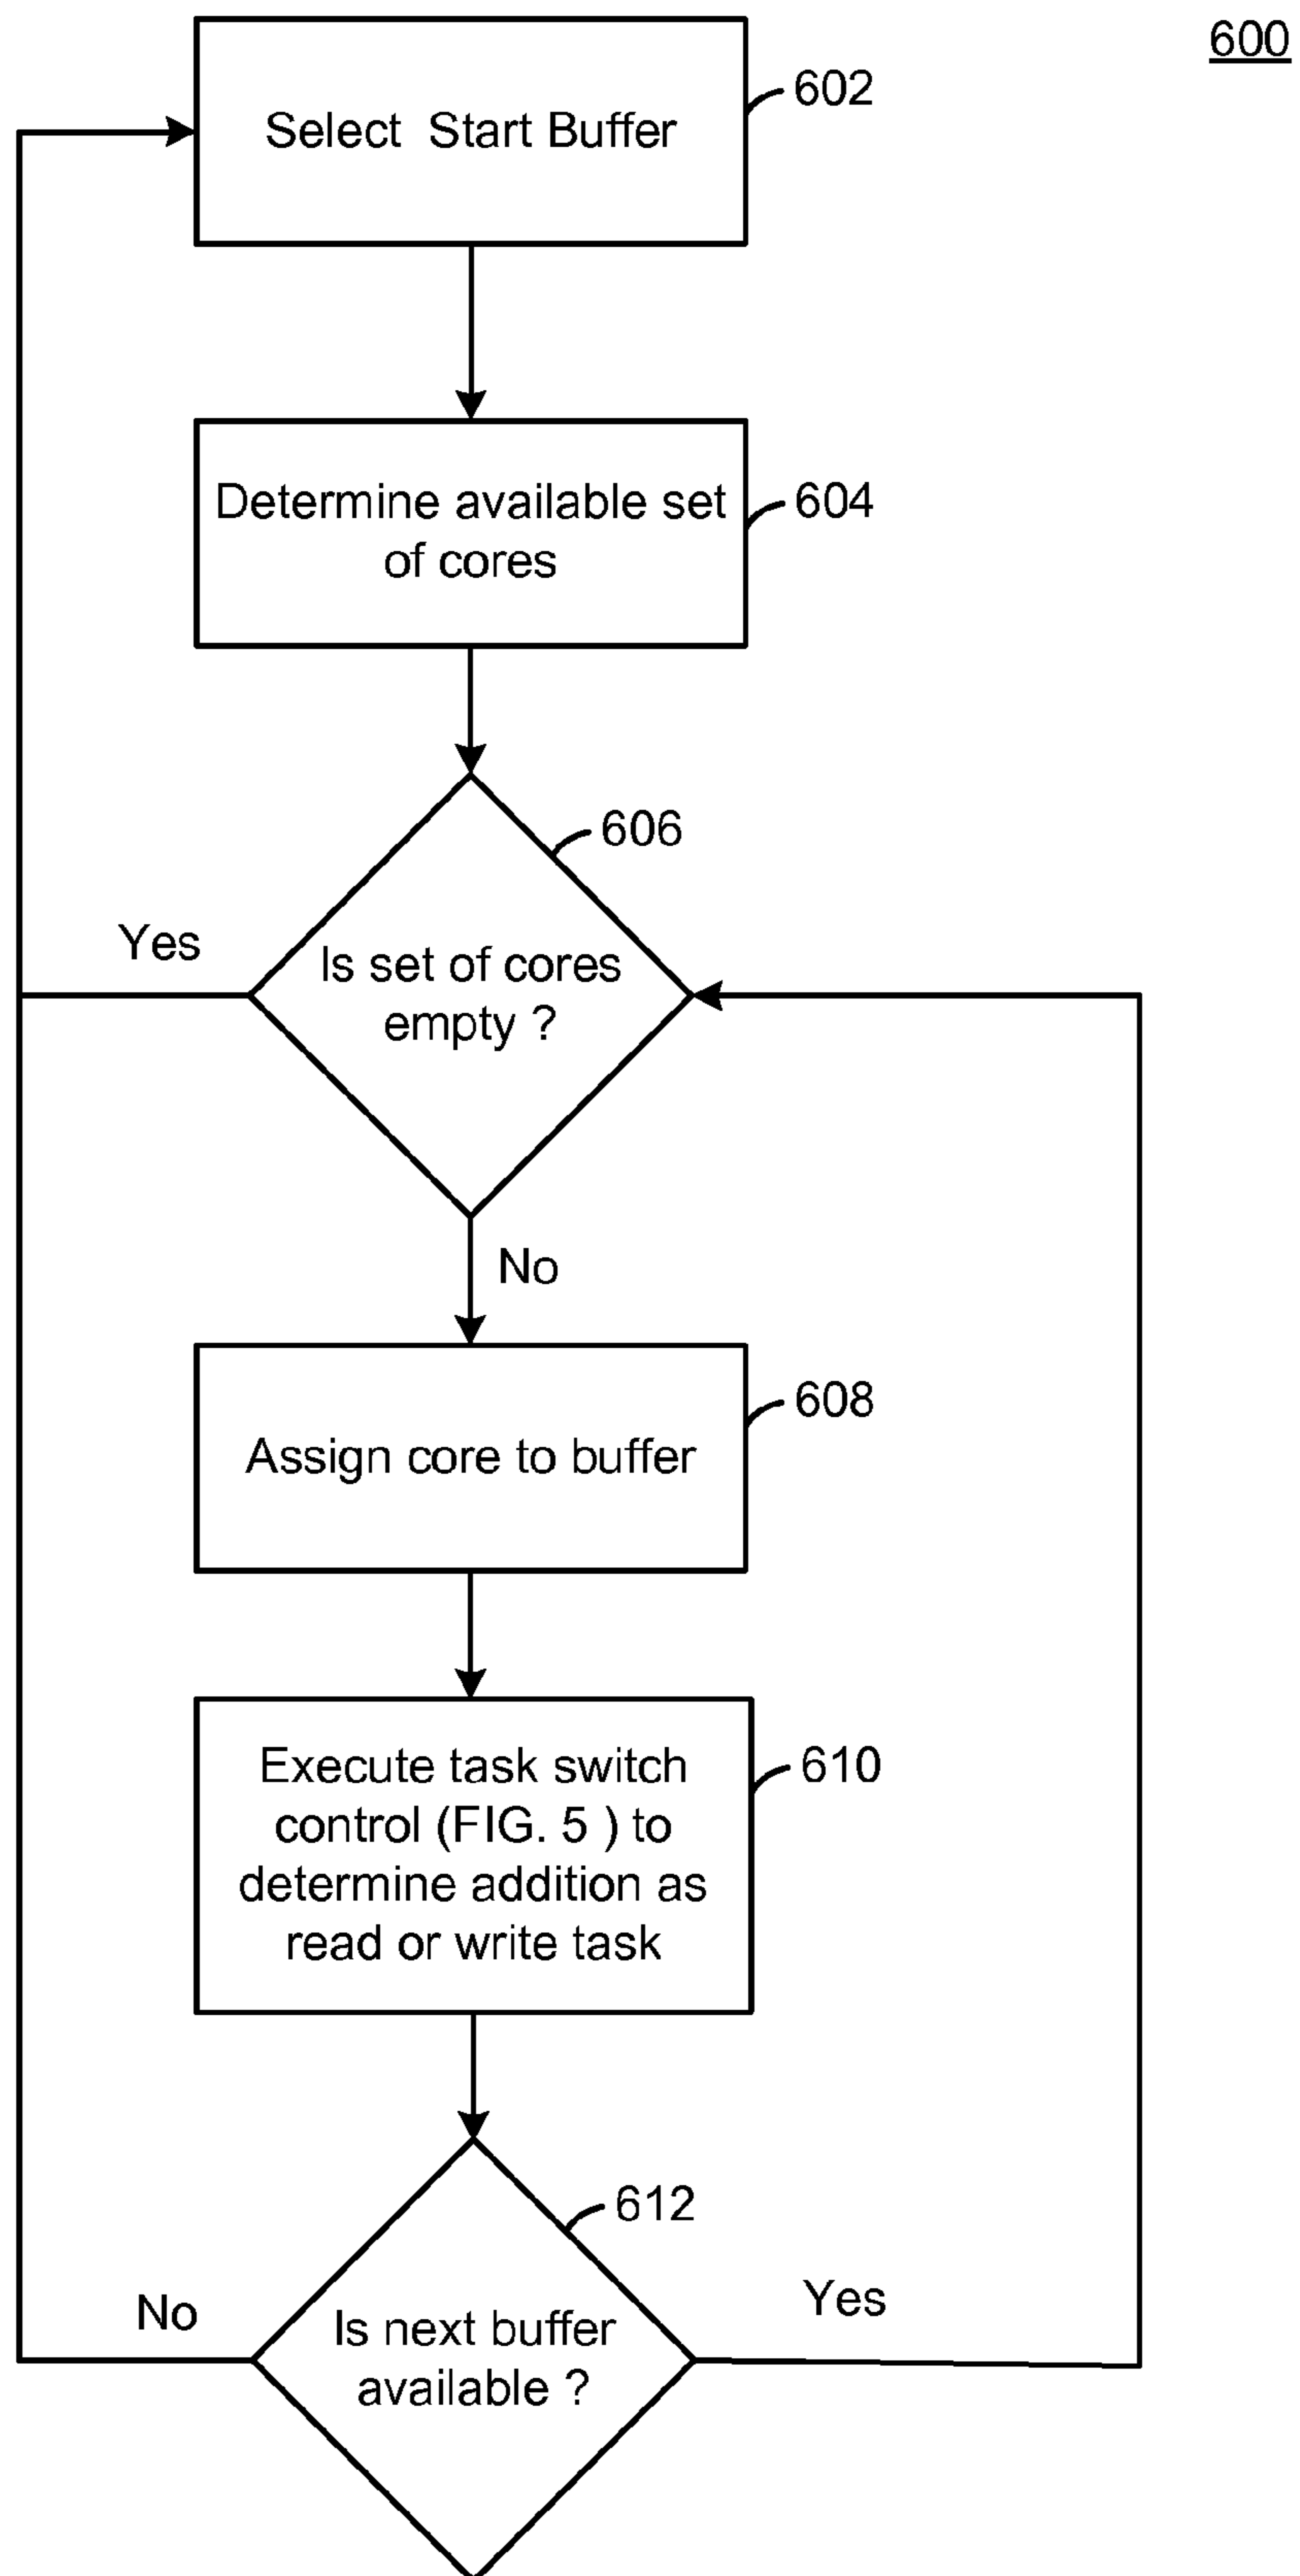 600
602
Select Start Buffer
Determine available set
of cores
604
606
Yes
Is set of cores
empty ?
No
608
Assign core to buffer
Execute task switch
control (FIG. 5 ) to
determine addition as
read or write task
610
612
No
Yes
Is next buffer
available ?